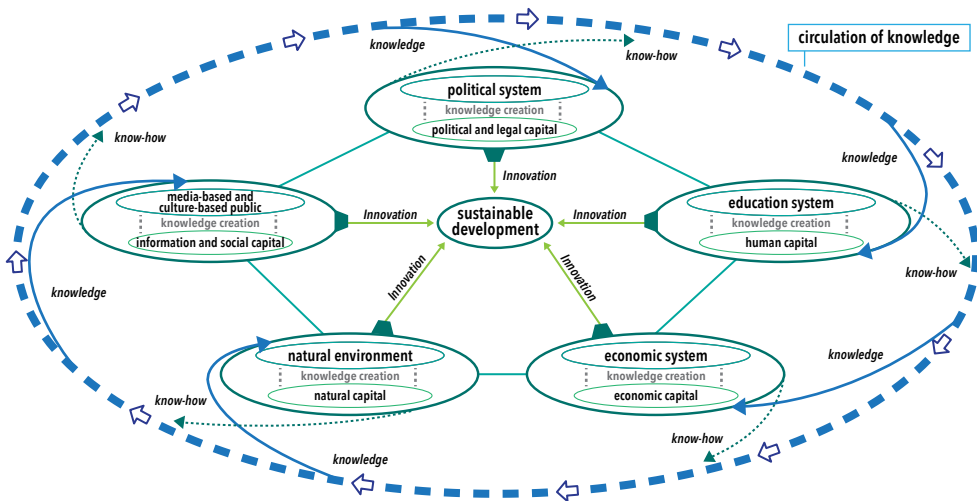 knowledge
know-how
circulation of knowledge
political system
knowledge creation
political and legal capital
know-how
knowledge
Innovation
media-based and
culture-based public
knowledge creation
information and social capital
Innovation
sustainable
development
Innovation
education system
knowledge creation
human capital
knowledge
know-how
Innovation
Innovation
natural environment
knowledge creation
natural capital
economic system
knowledge creation
economic capital
knowledge
know-how
know-how
knowledge